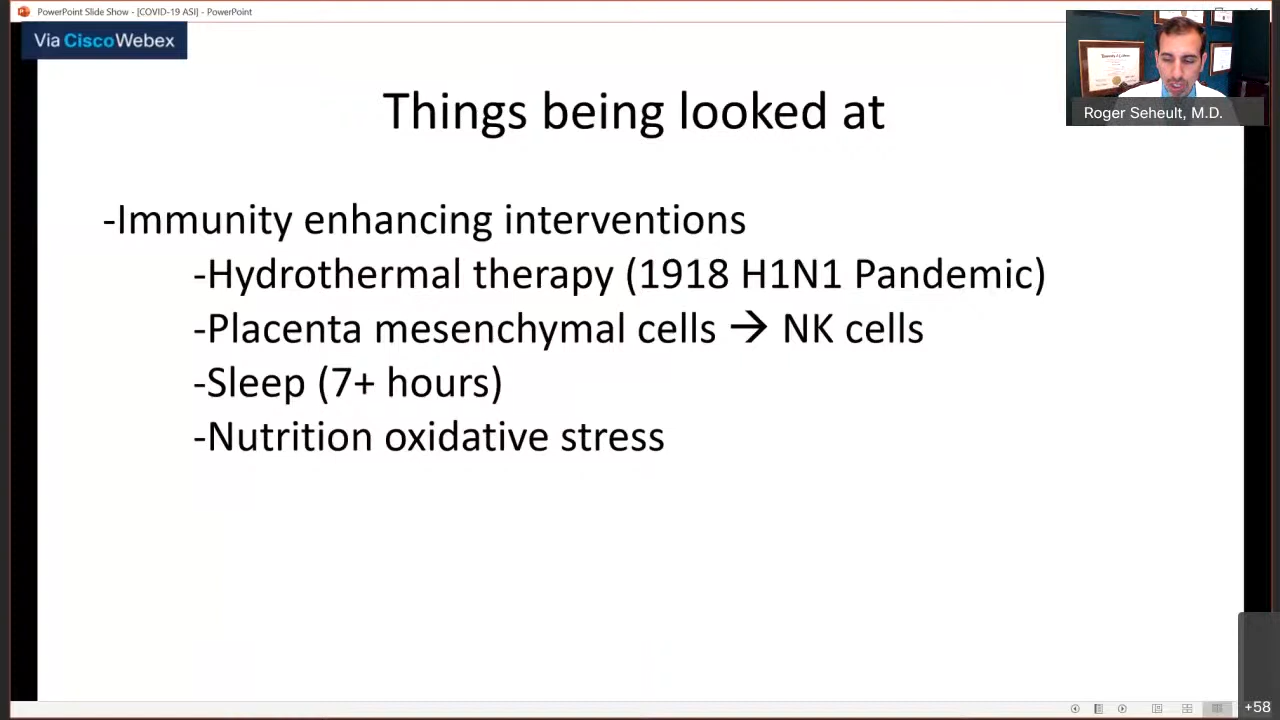 PowerPoint Slide Show - [COVID-19 ASI] - PowerPoint
Via CiscoWebex
Roger Seheult, M.D.
Things being looked at
-Immunity enhancing interventions
-Hydrothermal therapy (1918 H1N1 Pandemic)
-Placenta mesenchymal cells → NK cells
-Sleep (7+ hours)
-Nutrition oxidative stress
+58